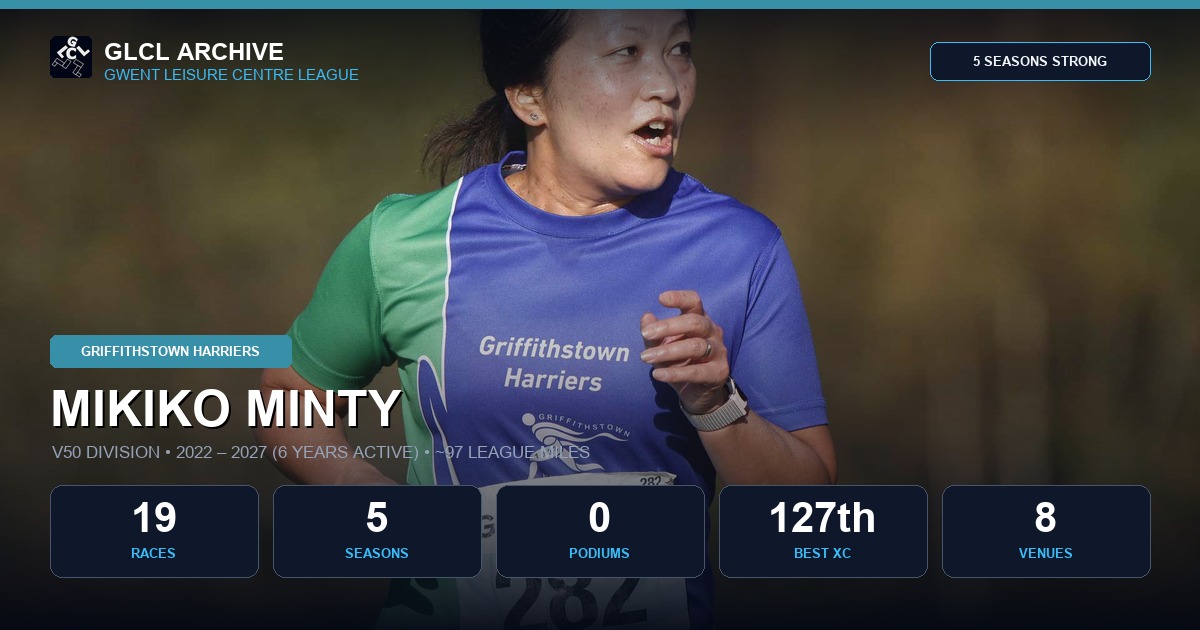 GLCL ARCHIVE
GWENT LEISURE CENTRE LEAGUE
5 SEASONS STRONG
Griffithstown
Harriers
GRIFFITHSTOWN
GRIFFITHSTOWN HARRIERS
MIKIKO MINTY
V50 DIVISION • 2022 – 2027 (6 YEARS ACTIVE) • ~97 LEAGUE MILES
282
19
RACES
5
SEASONS
0
PODIUMS
127th
BEST XC
8
VENUES
282